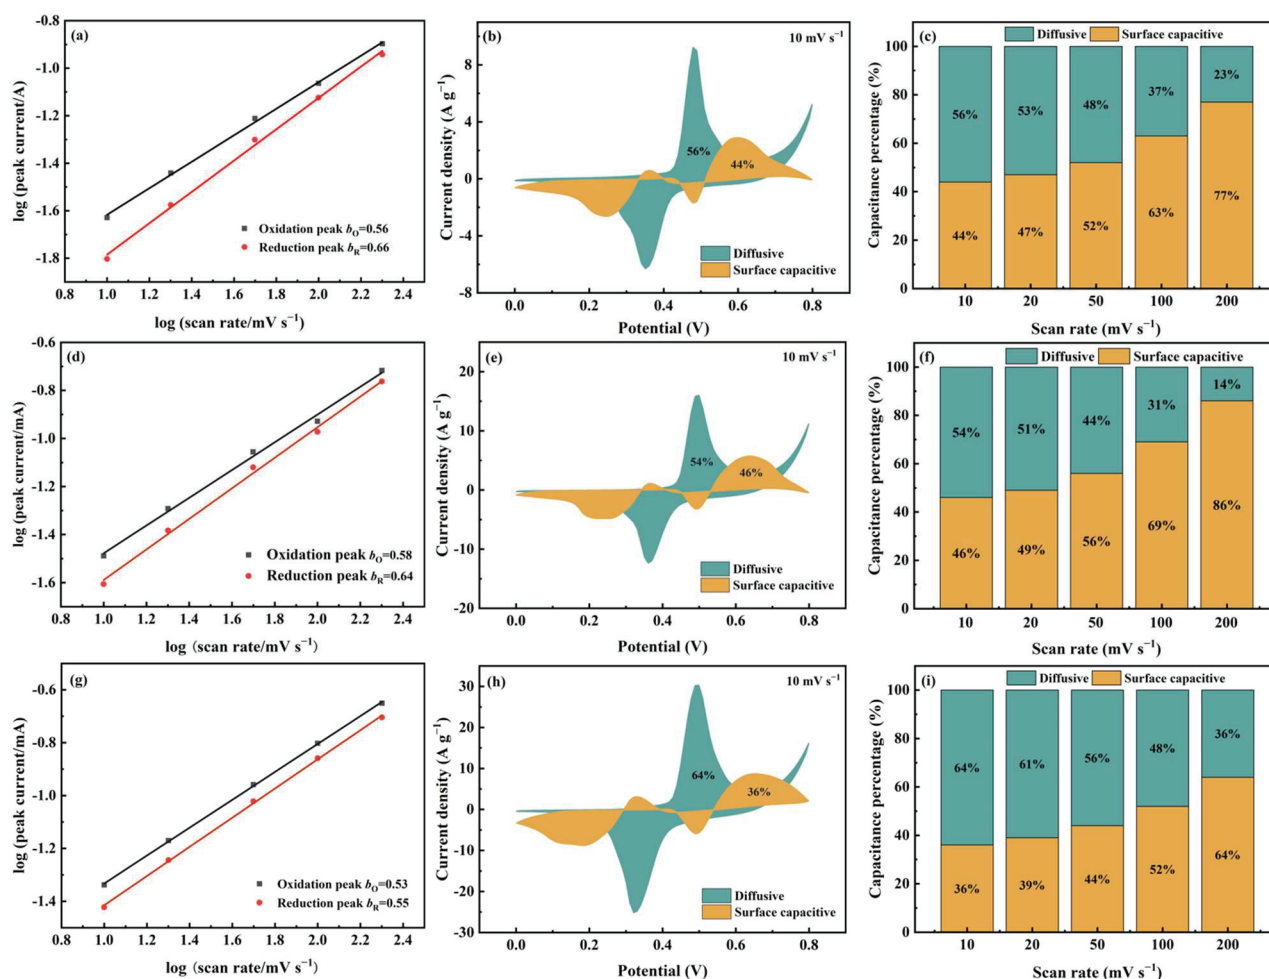 (a)
log (peak current/A)
-0.8
-1.0
-1.2
-1.4
-1.6
-1.8
Oxidation peak bO=0.56
Reduction peak bR=0.66
0.8 1.0 1.2 1.4 1.6 1.8 2.0 2.2 2.4
log (scan rate/mV s−1)
(b)
10 mV s−1
Current density (A g−1)
8
4
0
-4
-8
56%
44%
Diffusive
Surface capacitive
0.0 0.2 0.4 0.6 0.8
Potential (V)
(c)
Diffusive Surface capacitive
Capacitance percentage (%)
100
80
60
40
20
0
56% 53% 48% 37% 23%
44% 47% 52% 63% 77%
10 20 50 100 200
Scan rate (mV s−1)
(d)
log (peak current/mA)
-0.6
-0.8
-1.0
-1.2
-1.4
-1.6
Oxidation peak bO=0.58
Reduction peak bR=0.64
0.8 1.0 1.2 1.4 1.6 1.8 2.0 2.2 2.4
log (scan rate/mV s−1)
(e)
10 mV s−1
Current density (A g−1)
20
10
0
-10
-20
54%
46%
Diffusive
Surface capacitive
0.0 0.2 0.4 0.6 0.8
Potential (V)
(f)
Diffusive Surface capacitive
Capacitance percentage (%)
100
80
60
40
20
0
54% 51% 44% 31% 14%
46% 49% 56% 69% 86%
10 20 50 100 200
Scan rate (mV s−1)
(g)
log (peak current/mA)
-0.6
-0.8
-1.0
-1.2
-1.4
Oxidation peak bO=0.53
Reduction peak bR=0.55
0.8 1.0 1.2 1.4 1.6 1.8 2.0 2.2 2.4
log (scan rate/mV s−1)
(h)
10 mV s−1
Current density (A g−1)
30
20
10
0
-10
-20
-30
64%
36%
Diffusive
Surface capacitive
0.0 0.2 0.4 0.6 0.8
Potential (V)
(i)
Diffusive Surface capacitive
Capacitance percentage (%)
100
80
60
40
20
0
64% 61% 56% 48% 36%
36% 39% 44% 52% 64%
10 20 50 100 200
Scan rate (mV s−1)